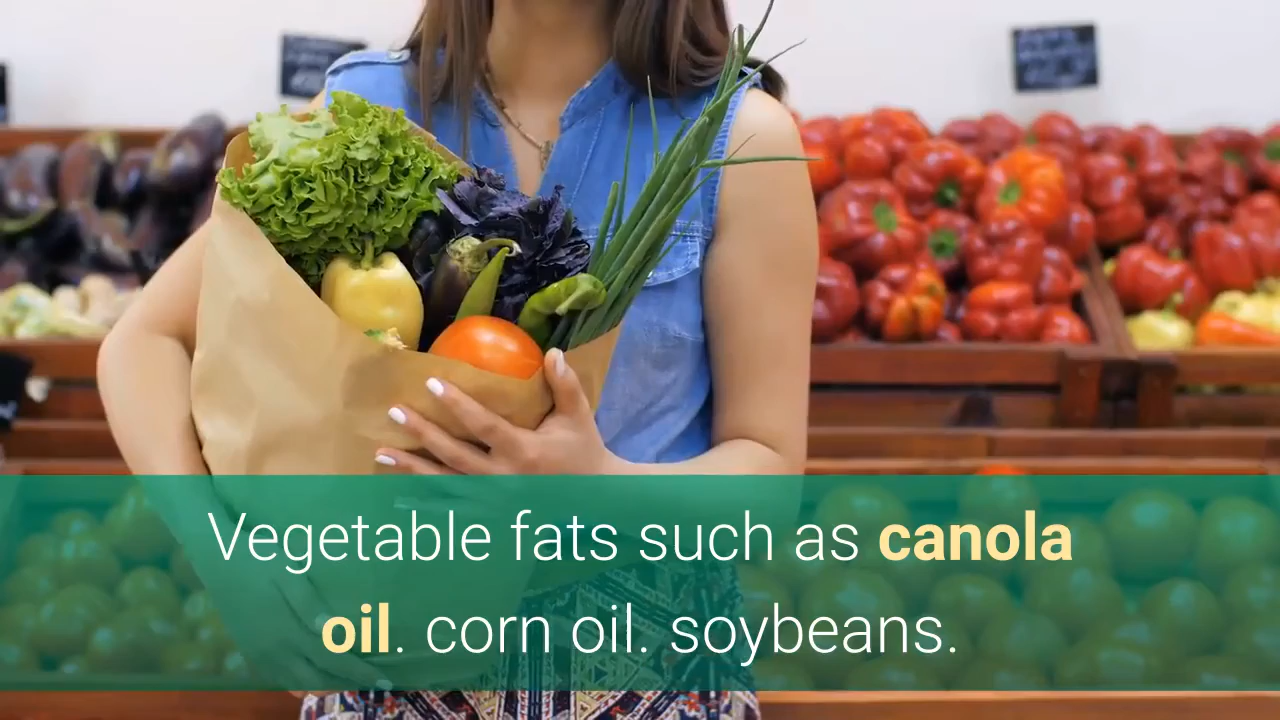 Vegetable fats such as canola
oil. corn oil. soybeans.